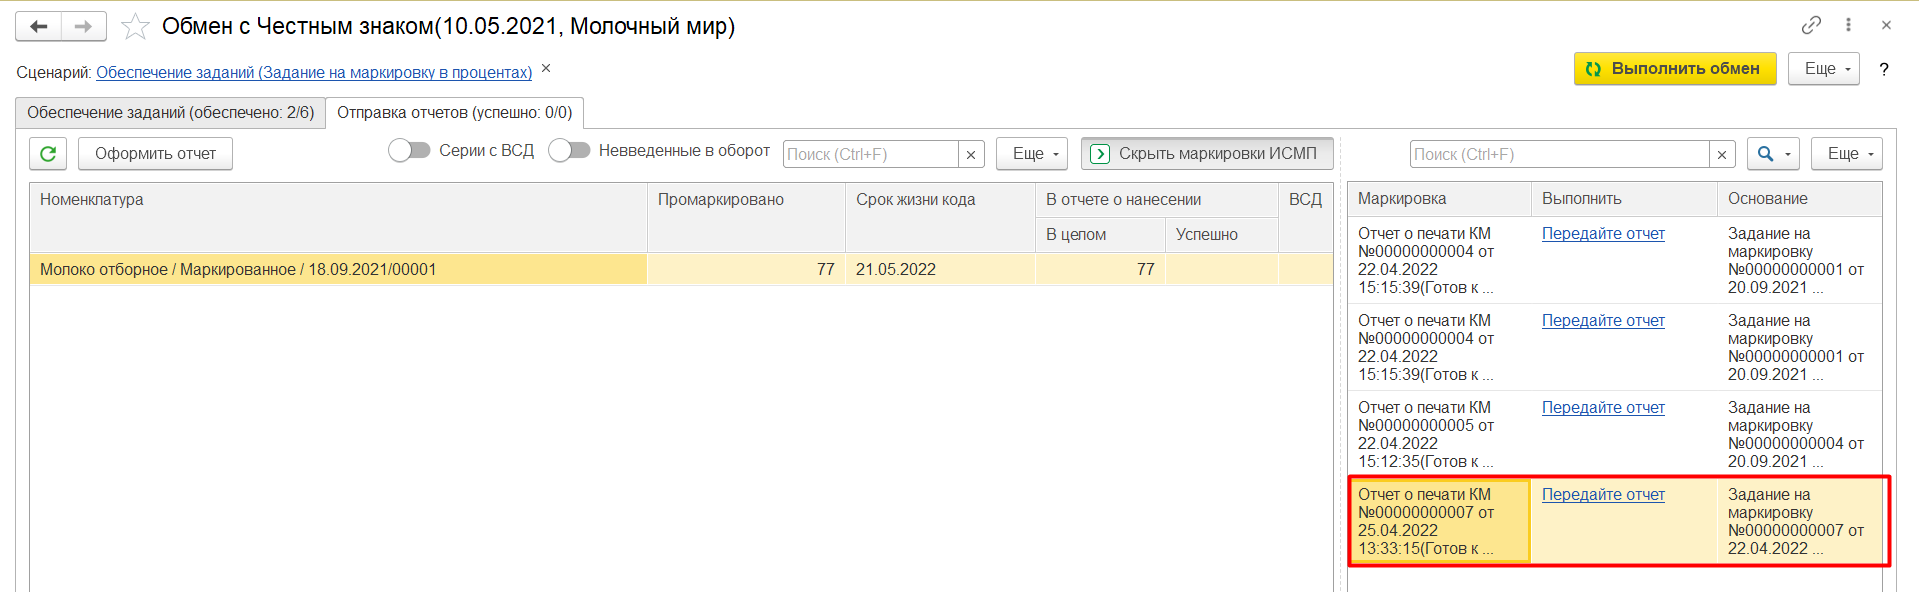 Обмен с Честным знаком(10.05.2021, Молочный мир)
Сценарий: Обеспечение заданий (Задание на маркировку в процентах) ×
Выполнить обмен
Еще
?
Обеспечение заданий (обеспечено: 2/6)
Отправка отчетов (успешно: 0/0)
Оформить отчет
Серии с ВСД
Невведенные в оборот
Поиск (Ctrl+F)
×
Еще
Скрыть маркировки ИСМП
Поиск (Ctrl+F)
×
Еще
Номенклатура
Промаркировано
Срок жизни кода
В отчете о нанесении
ВСД
В целом
Успешно
Молоко отборное / Маркированное / 18.09.2021/00001
77
21.05.2022
77
Маркировка
Выполнить
Основание
Отчет о печати КМ
№00000000004 от
22.04.2022
15:15:39(Готов к ...
Передайте отчет
Задание на
маркировку
№00000000001 от
20.09.2021 ...
Отчет о печати КМ
№00000000004 от
22.04.2022
15:15:39(Готов к ...
Передайте отчет
Задание на
маркировку
№00000000001 от
20.09.2021 ...
Отчет о печати КМ
№00000000005 от
22.04.2022
15:12:35(Готов к ...
Передайте отчет
Задание на
маркировку
№00000000004 от
20.09.2021 ...
Отчет о печати КМ
№00000000007 от
25.04.2022
13:33:15(Готов к ...
Передайте отчет
Задание на
маркировку
№00000000007 от
22.04.2022 ...